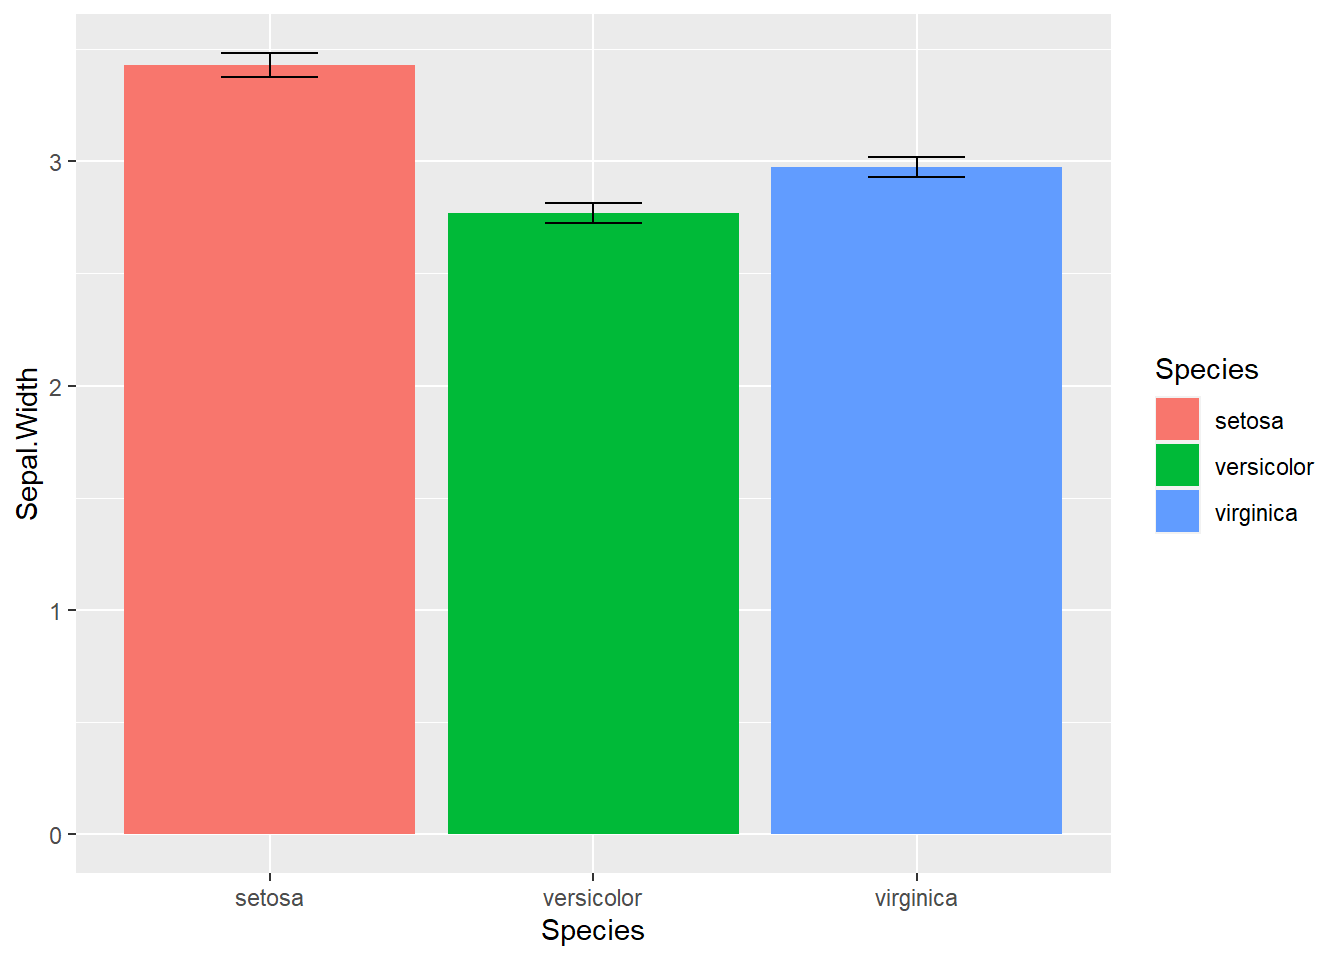 Sepal.Width
3
2
1
0
setosa
versicolor
virginica
Species
Species
setosa
versicolor
virginica